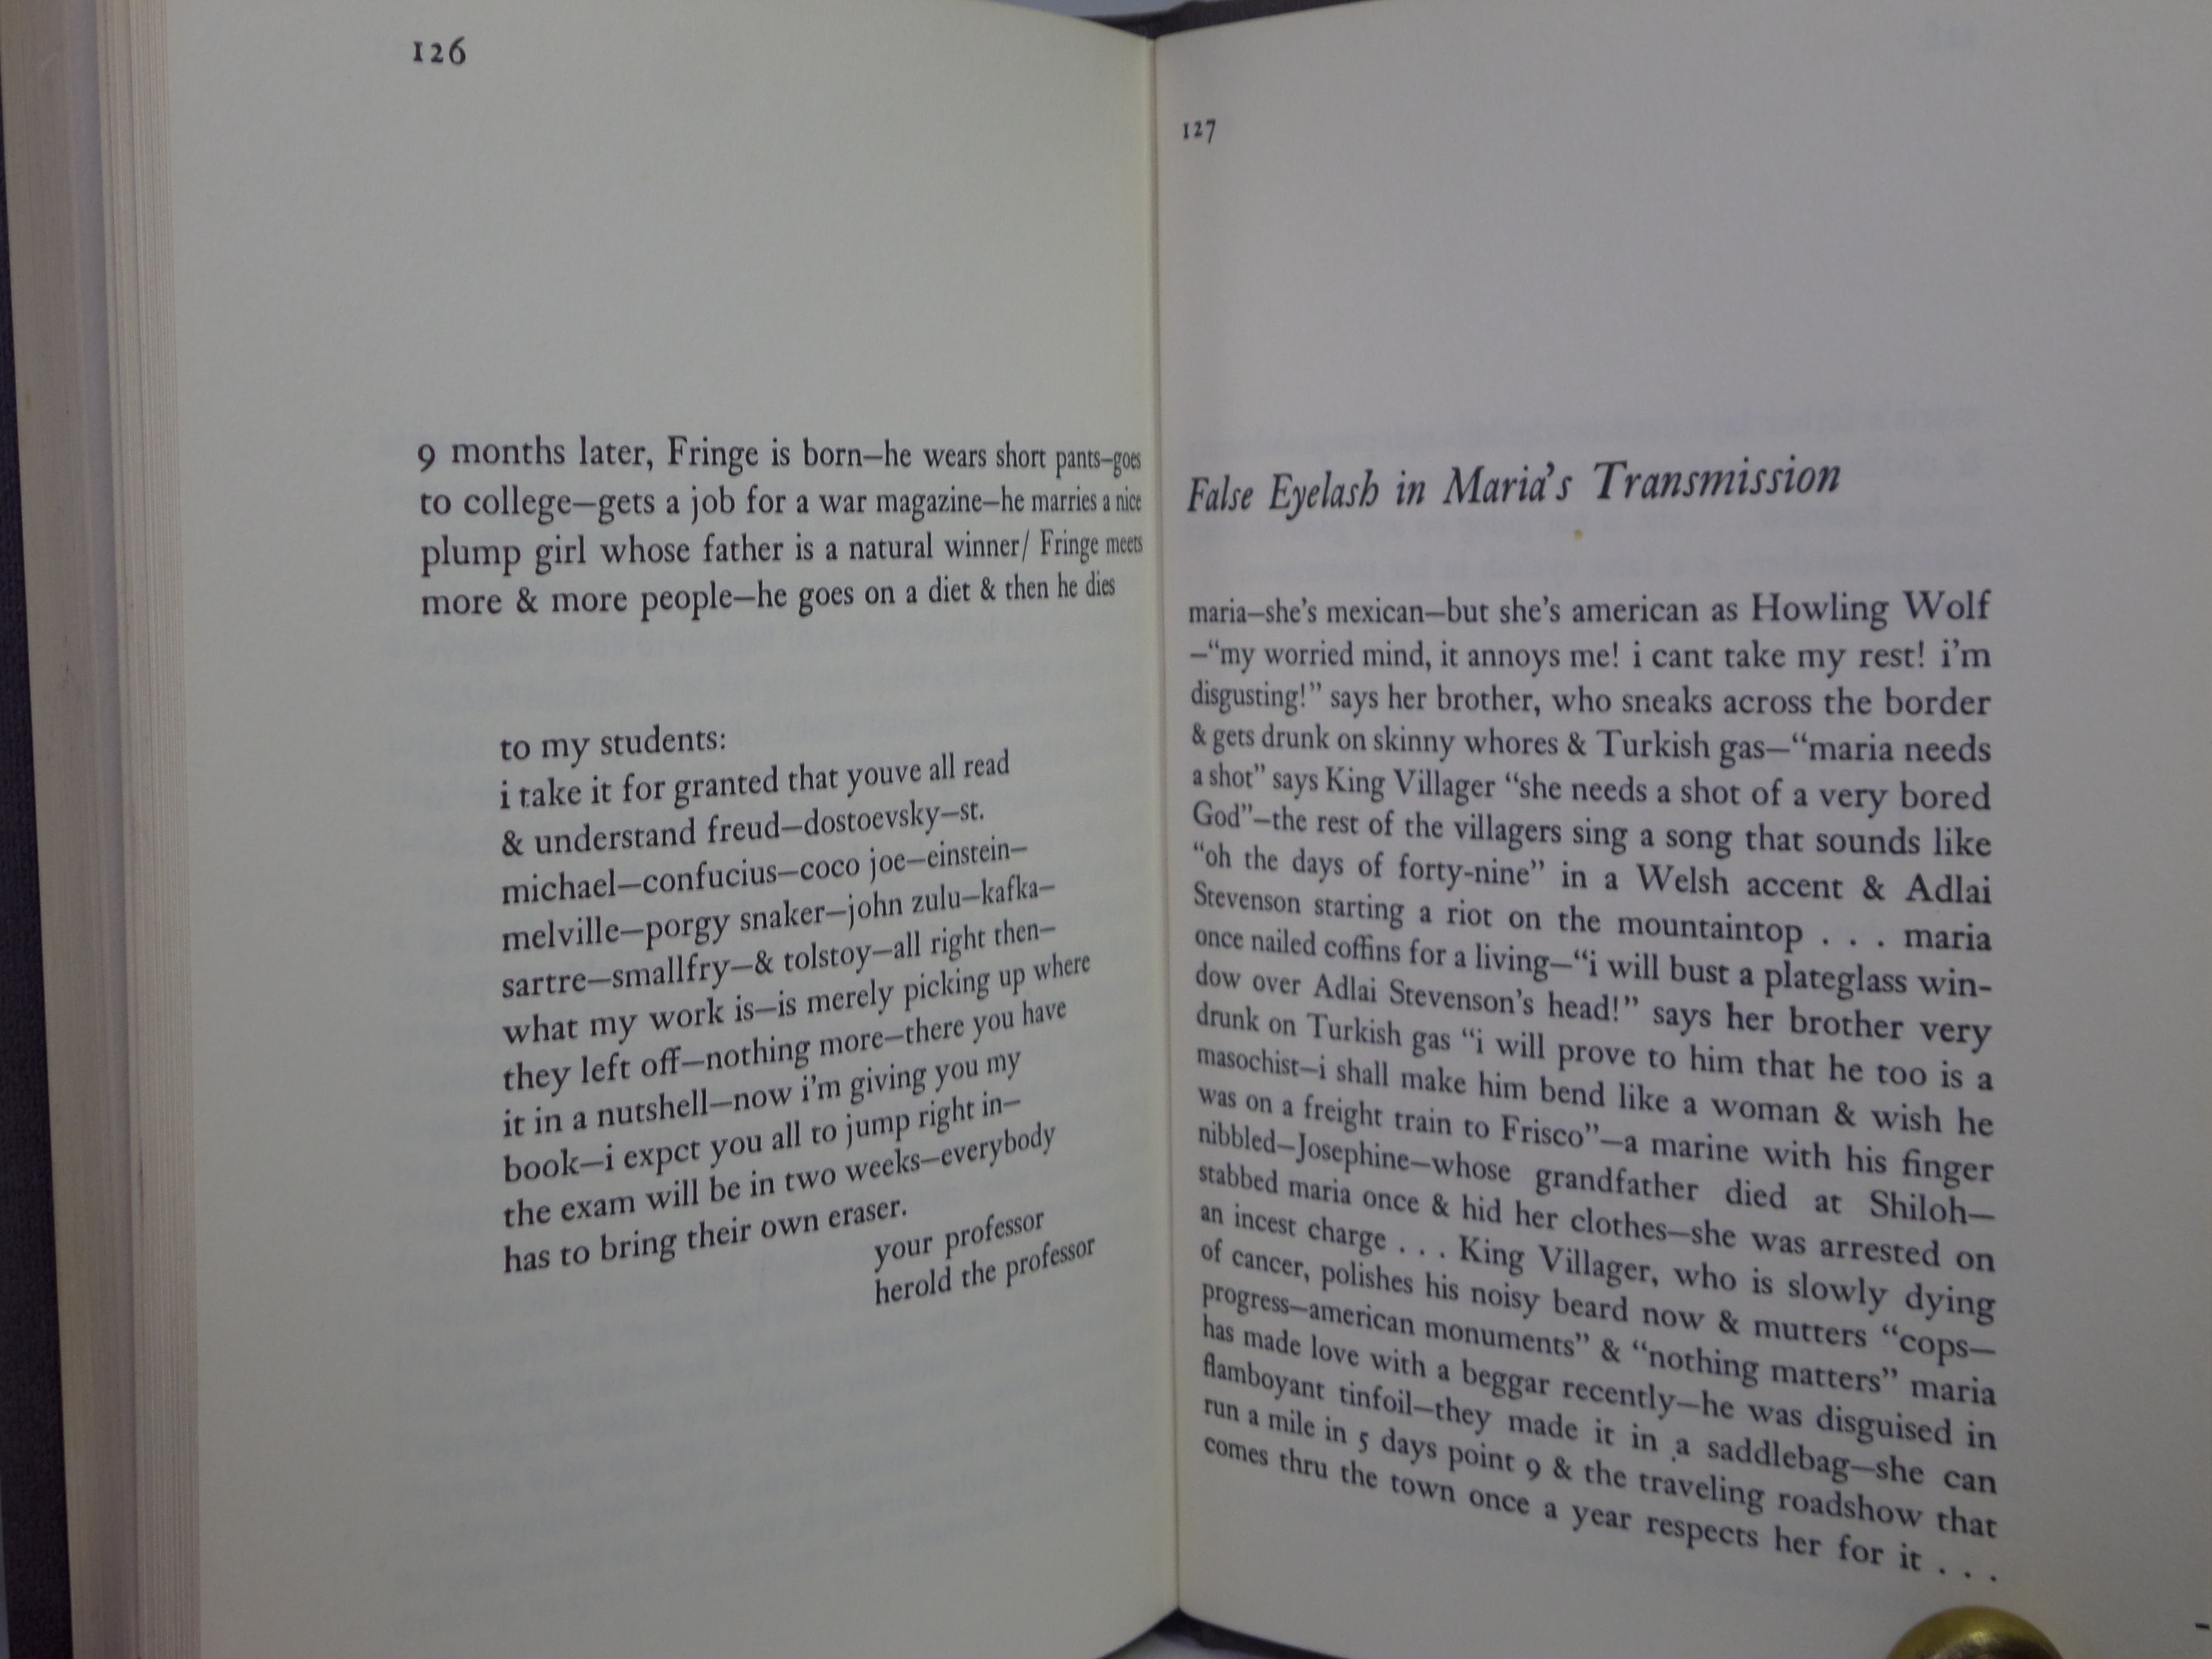 126
9 months later, Fringe is born—he wears short pants—goes
to college—gets a job for a war magazine—he marries a nice
plump girl whose father is a natural winner/ Fringe meets
more & more people—he goes on a diet & then he dies
to my students:
i take it for granted that youve all read
& understand freud—dostoevsky—st.
michael—confucius—coco joe—einstein—
melville—porgy snaker—john zulu—kafka—
sartre—smallfry—& tolstoy—all right then—
what my work is—is merely picking up where
they left off—nothing more—there you have
it in a nutshell—now i'm giving you my
book—i expct you all to jump right in—
the exam will be in two weeks—everybody
has to bring their own eraser.
your professor
herold the professor
127
False Eyelash in Maria's Transmission
maria—she's mexican—but she's american as Howling Wolf
—“my worried mind, it annoys me! i cant take my rest! i'm
disgusting!” says her brother, who sneaks across the border
& gets drunk on skinny whores & Turkish gas—“maria needs
a shot” says King Villager “she needs a shot of a very bored
God”—the rest of the villagers sing a song that sounds like
“oh the days of forty-nine” in a Welsh accent & Adlai
Stevenson starting a riot on the mountaintop . . . maria
once nailed coffins for a living—“i will bust a plateglass win-
dow over Adlai Stevenson's head!” says her brother very
drunk on Turkish gas “i will prove to him that he too is a
masochist—i shall make him bend like a woman & wish he
was on a freight train to Frisco”—a marine with his finger
nibbled—Josephine—whose grandfather died at Shiloh—
stabbed maria once & hid her clothes—she was arrested on
an incest charge . . . King Villager, who is slowly dying
of cancer, polishes his noisy beard now & mutters “cops—
progress—american monuments” & “nothing matters” maria
has made love with a beggar recently—he was disguised in
flamboyant tinfoil—they made it in a saddlebag—she can
run a mile in 5 days point 9 & the traveling roadshow that
comes thru the town once a year respects her for it . . .